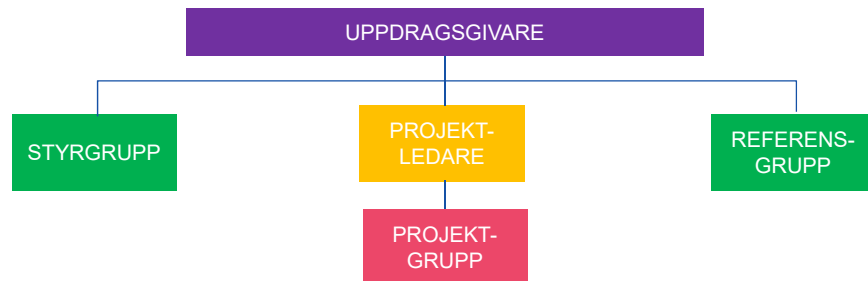 UPPDRAGSGIVARE
STYRGRUPP
PROJEKT-
LEDARE
REFERENS-
GRUPP
PROJEKT-
GRUPP